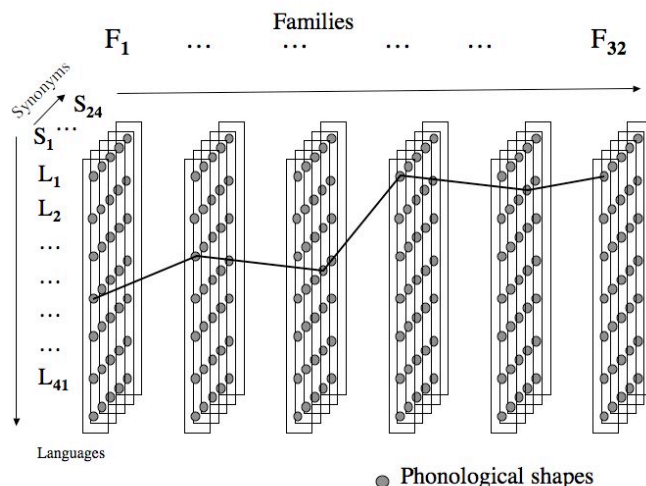 Families
F1 … … … … F32
Synonyms
S1 … S24
L1
L2
…
…
…
L41
Languages
Phonological shapes